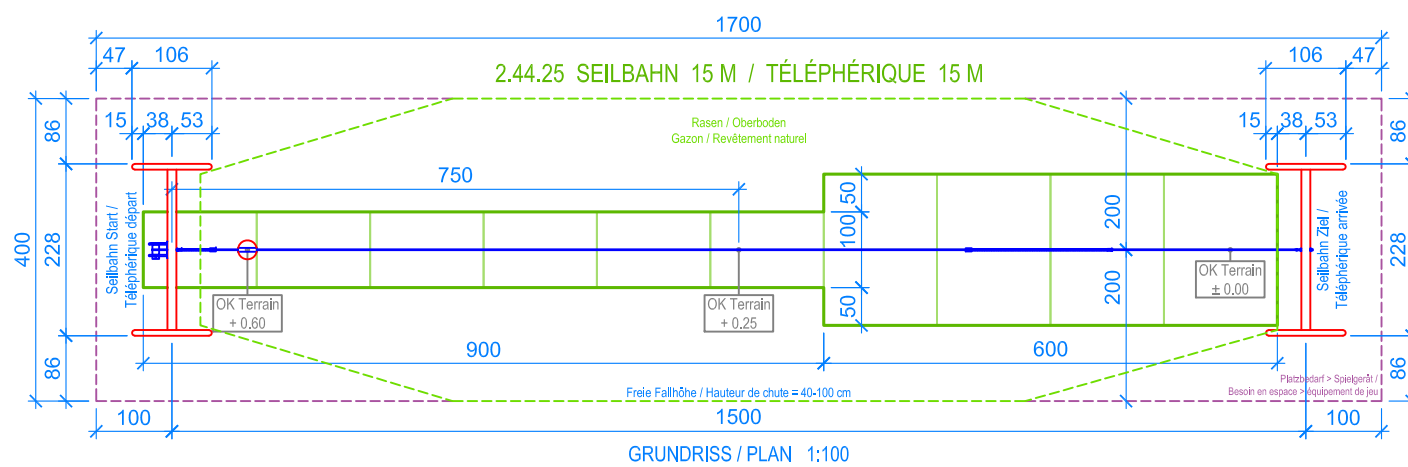 1700
47
106
106
47
2.44.25 SEILBAHN 15 M / TÉLÉPHÉRIQUE 15 M
86
15
38
53
Rasen / Oberboden
Gazon / Revêtement naturel
15
38
53
86
750
50
100
50
200
200
400
228
228
Seilbahn Start /
Téléphérique départ
Seilbahn Ziel /
Téléphérique arrivée
OK Terrain
+ 0.60
OK Terrain
+ 0.25
OK Terrain
± 0.00
86
900
600
86
Freie Fallhöhe / Hauteur de chute = 40-100 cm
Platzbedarf > Spielgerät /
Besoin en espace > équipement de jeu
100
1500
100
GRUNDRISS / PLAN 1:100